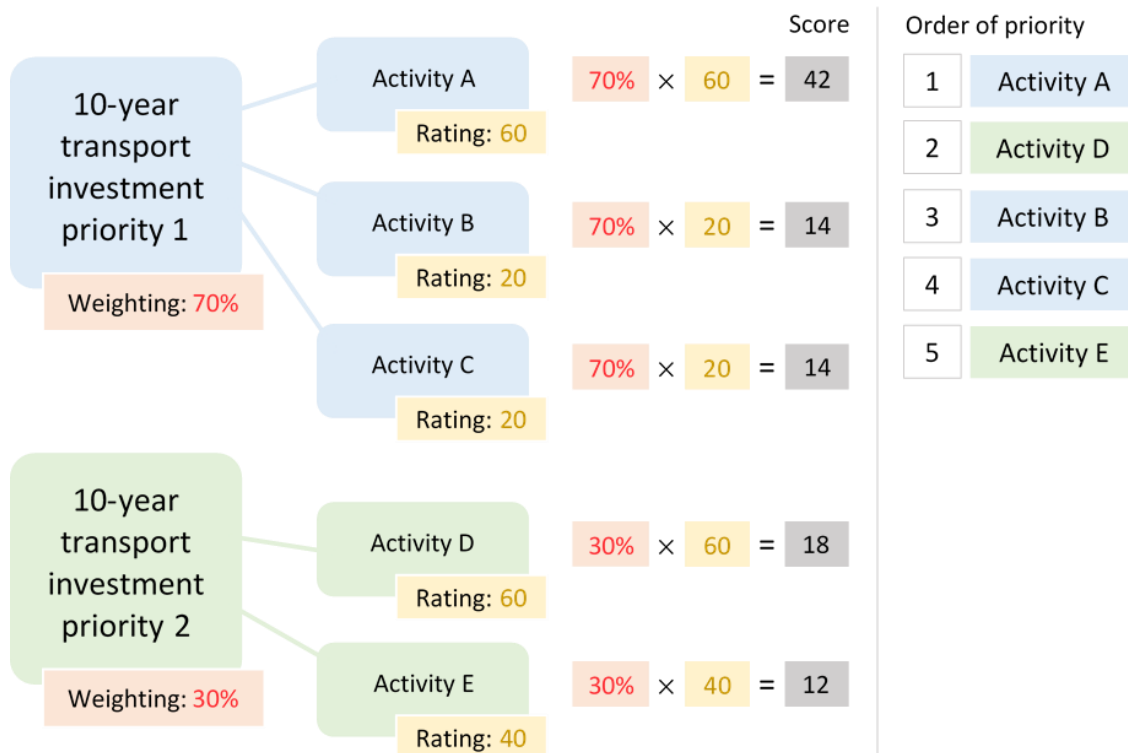 Score
Order of priority
10-year
transport
investment
priority 1
Weighting: 70%
Activity A
Rating: 60
70% × 60 = 42
Activity B
Rating: 20
70% × 20 = 14
Activity C
Rating: 20
70% × 20 = 14
10-year
transport
investment
priority 2
Weighting: 30%
Activity D
Rating: 60
30% × 60 = 18
Activity E
Rating: 40
30% × 40 = 12
1 Activity A
2 Activity D
3 Activity B
4 Activity C
5 Activity E